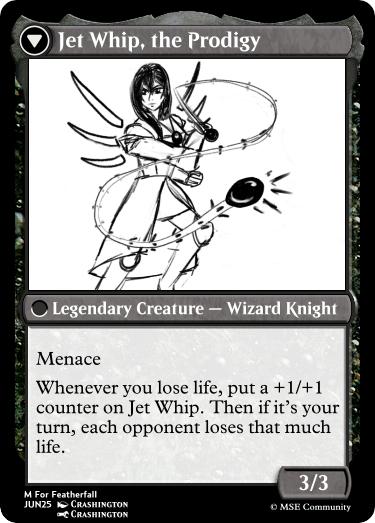 Jet Whip, the Prodigy
Legendary Creature — Wizard Knight
Menace
Whenever you lose life, put a +1/+1
counter on Jet Whip. Then if it's your
turn, each opponent loses that much
life.
3/3
M For Featherfall
JUN25 Crashington
Crashington
© MSE Community